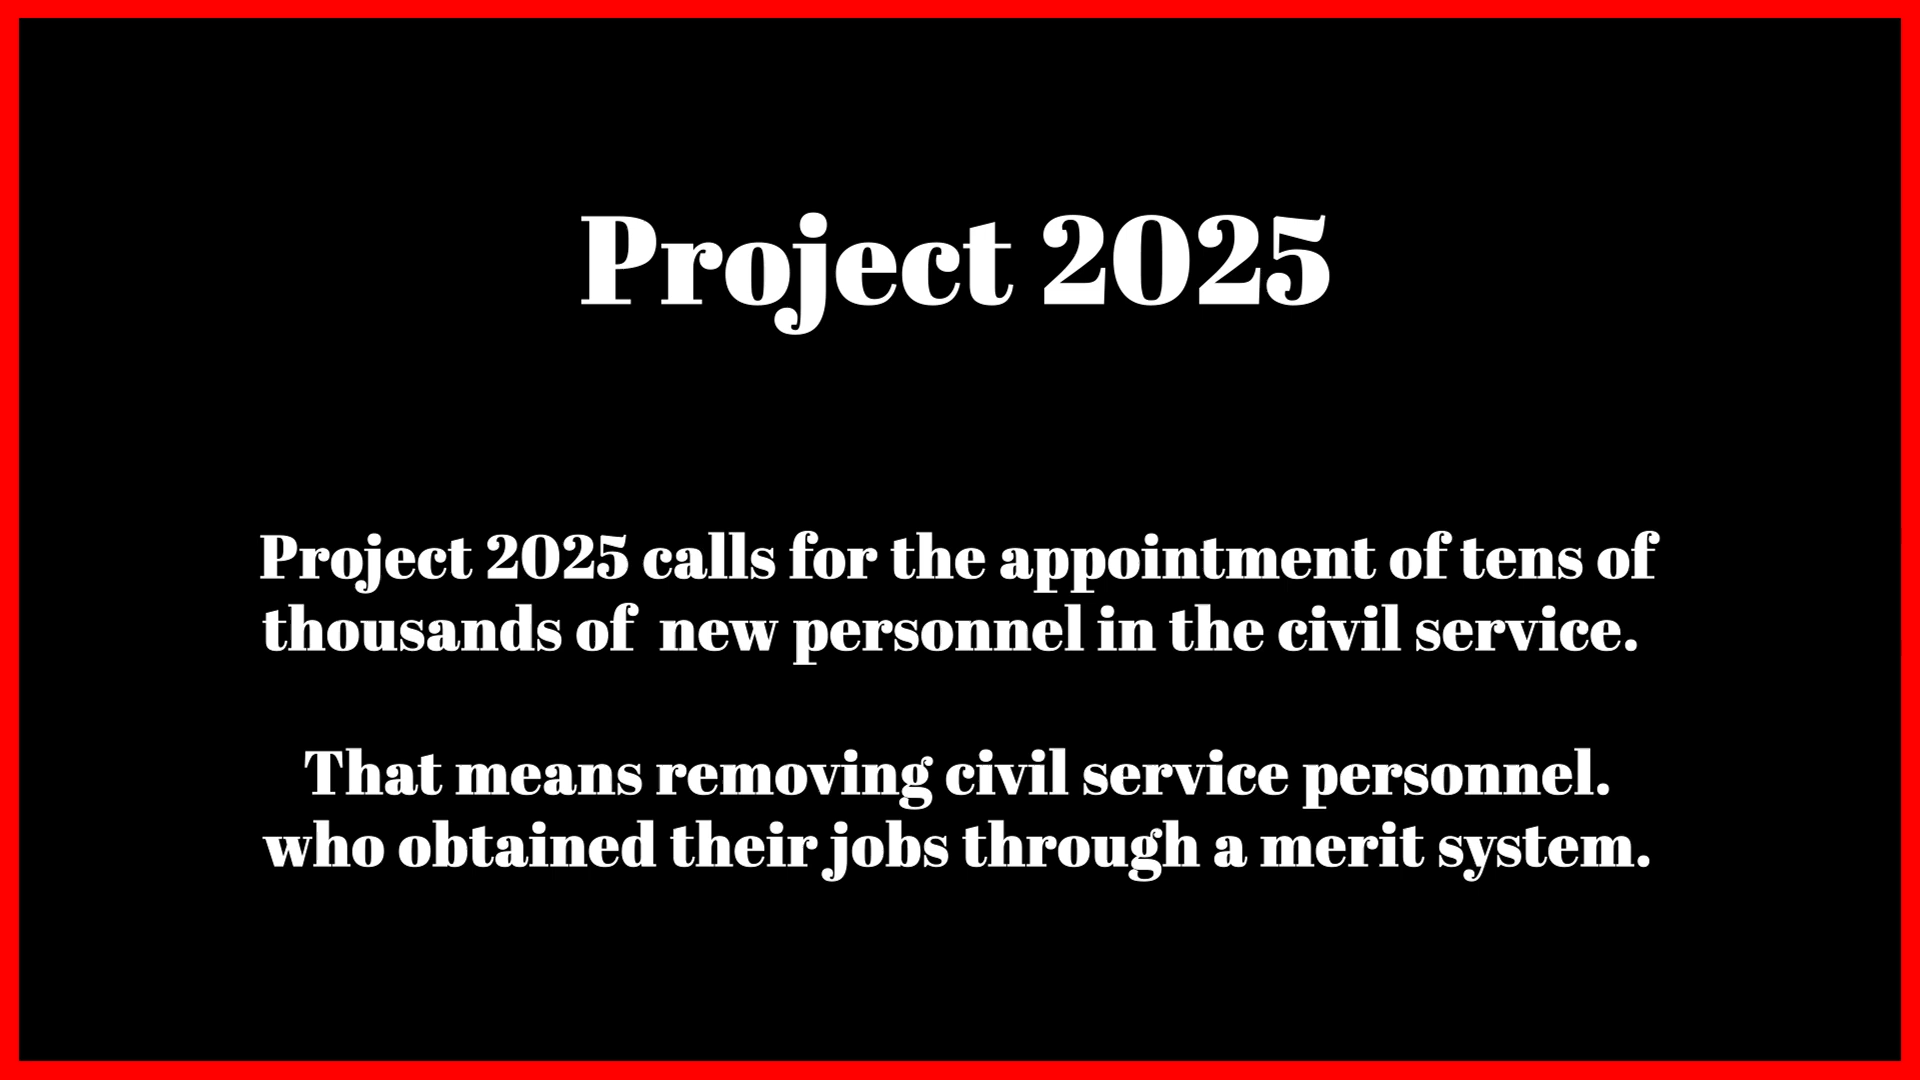 Project 2025
Project 2025 calls for the appointment of tens of
thousands of  new personnel in the civil service.
That means removing civil service personnel.
who obtained their jobs through a merit system.